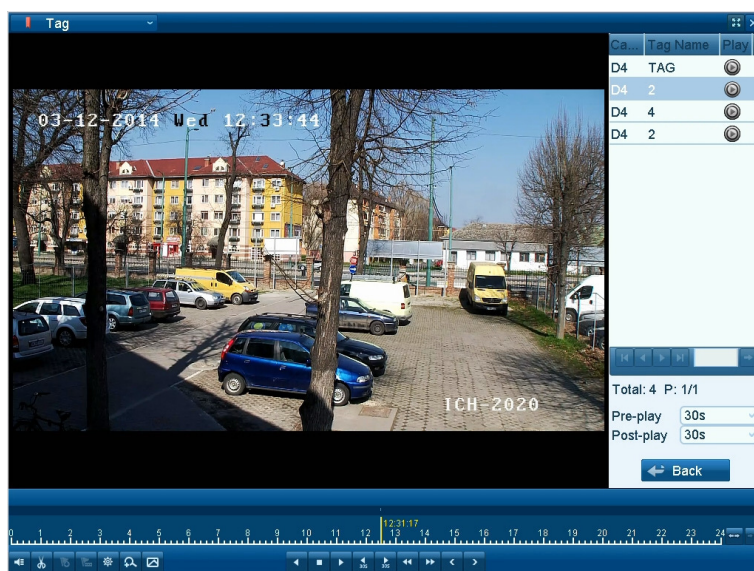 Tag
Ca... Tag Name Play
D4 TAG
D4 2
D4 4
D4 2
03-12-2014 Wed 12:33:44
ICH-2020
Total: 4 P: 1/1
Pre-play 30s
Post-play 30s
Back
12:31:17
0 1 2 3 4 5 6 7 8 9 10 11 12 13 14 15 16 17 18 19 20 21 22 23 24
30S 30S